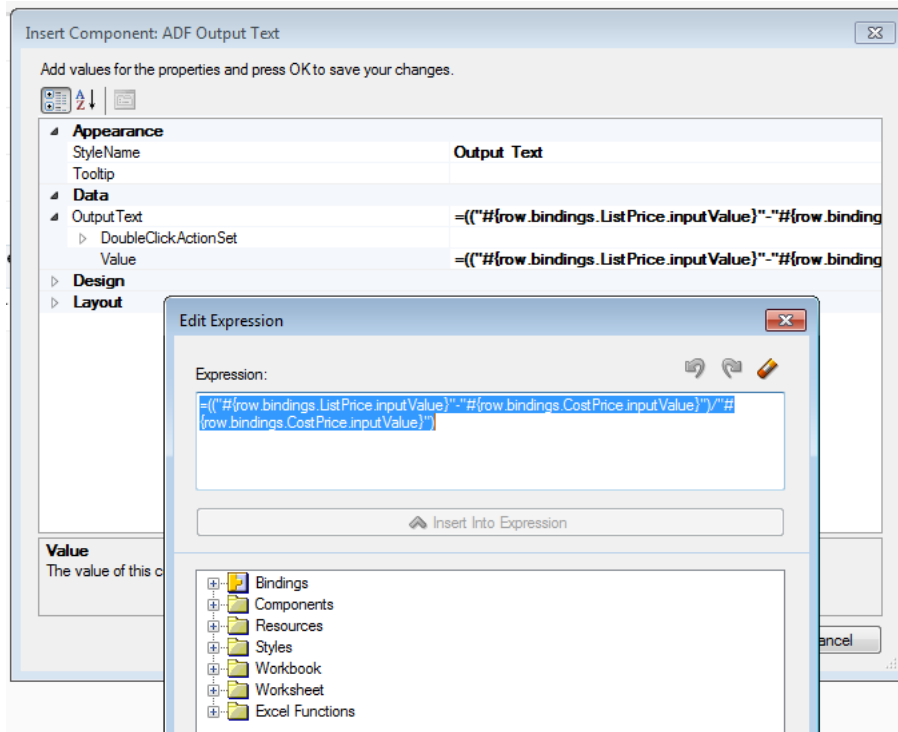 Insert Component: ADF Output Text
Add values for the properties and press OK to save your changes.
Appearance
StyleName Output Text
Tooltip
Data
OutputText =(("#{row.bindings.ListPrice.inputValue}"-"#{row.binding
DoubleClickActionSet
Value =(("#{row.bindings.ListPrice.inputValue}"-"#{row.binding
Design
Layout
Edit Expression
Expression:
=(("#{row.bindings.ListPrice.inputValue}"-"#{row.bindings.CostPrice.inputValue}")/"#
{row.bindings.CostPrice.inputValue}")
Insert Into Expression
Value
The value of this c
Bindings
Components
Resources
Styles
Workbook
Worksheet
Excel Functions
ancel